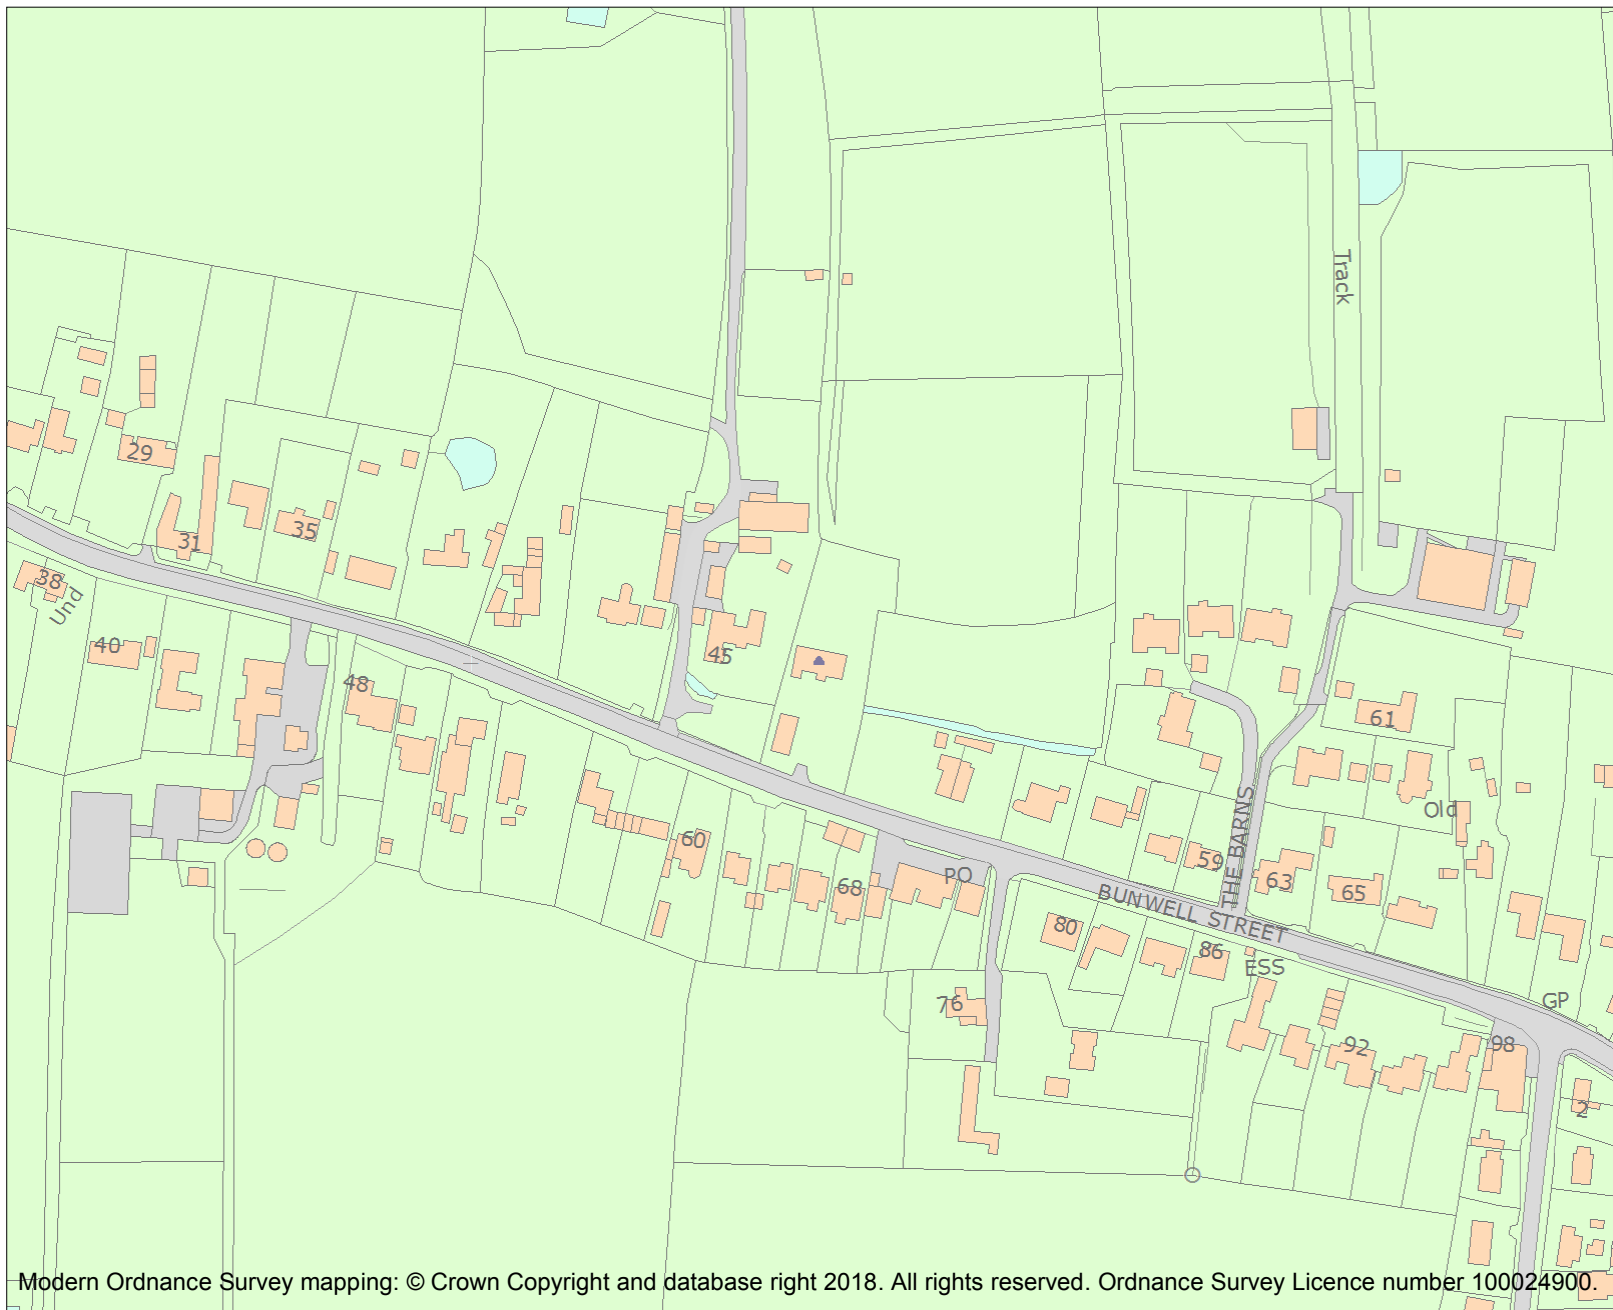 Track
29
31
35
38
Und
40
45
48
61
Old
60
59
THE BARNS
PO
68
63
65
BUNWELL STREET
80
86
ESS
76
GP
92
98
2
Modern Ordnance Survey mapping: © Crown Copyright and database right 2018. All rights reserved. Ordnance Survey Licence number 100024900.